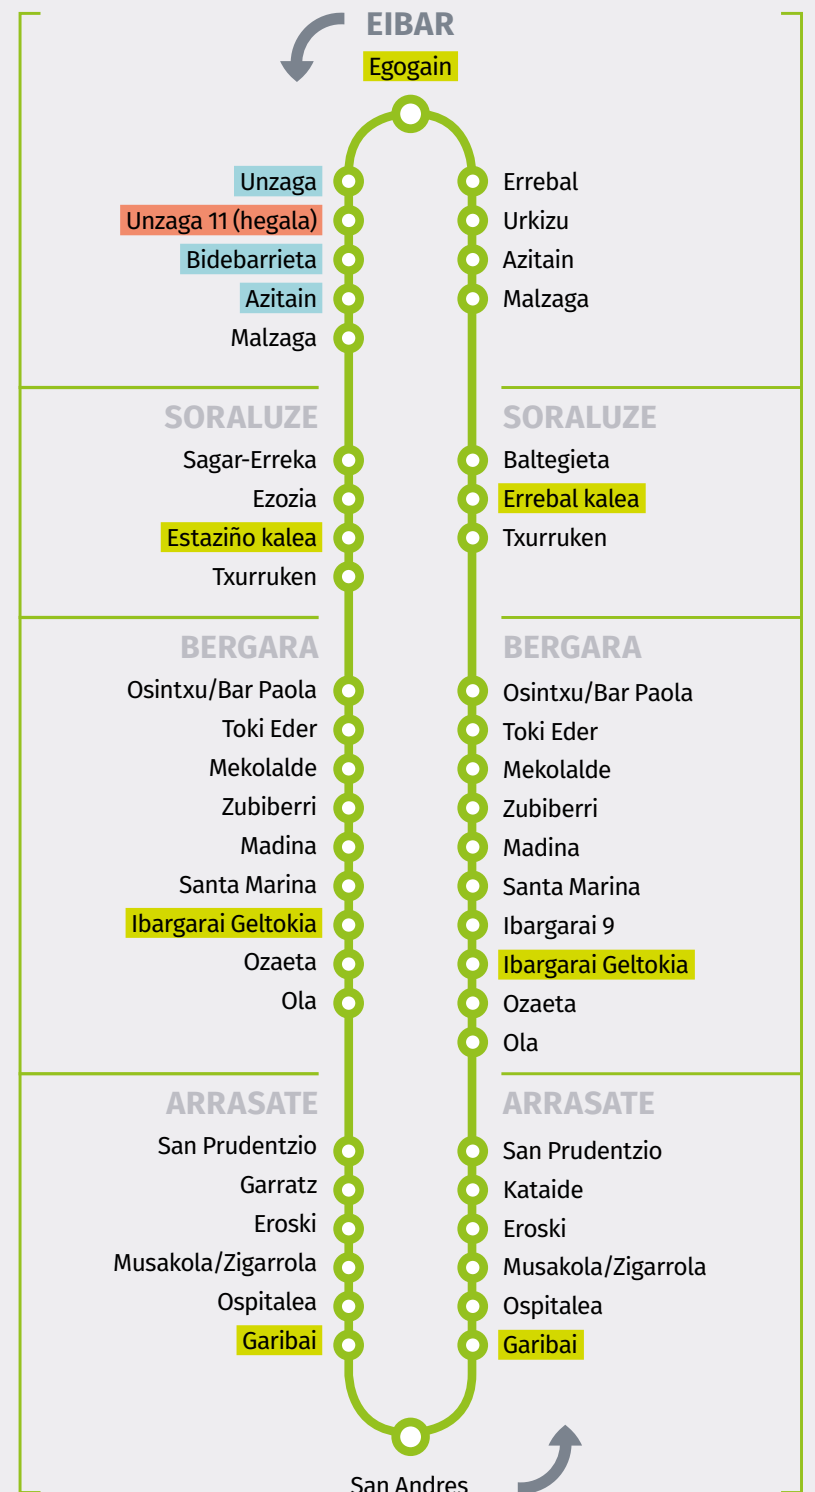 EIBAR
Egogain
Unzaga
Unzaga 11 (hegala)
Bidebarrieta
Azitain
Malzaga
Errebal
Urkizu
Azitain
Malzaga
SORALUZE
Sagar-Erreka
Ezozia
Estaziño kalea
Txurruken
SORALUZE
Baltegieta
Errebal kalea
Txurruken
BERGARA
Osintxu/Bar Paola
Toki Eder
Mekolalde
Zubiberri
Madina
Santa Marina
Ibargarai Geltokia
Ozaeta
Ola
BERGARA
Osintxu/Bar Paola
Toki Eder
Mekolalde
Zubiberri
Madina
Santa Marina
Ibargarai 9
Ibargarai Geltokia
Ozaeta
Ola
ARRASATE
San Prudentzio
Garratz
Eroski
Musakola/Zigarrola
Ospitalea
Garibai
ARRASATE
San Prudentzio
Kataide
Eroski
Musakola/Zigarrola
Ospitalea
Garibai
San Andres